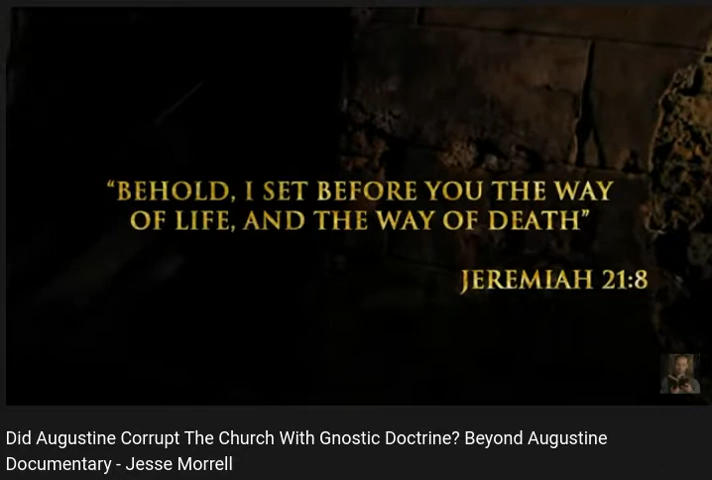 “BEHOLD, I SET BEFORE YOU THE WAY
OF LIFE, AND THE WAY OF DEATH”
JEREMIAH 21:8
Did Augustine Corrupt The Church With Gnostic Doctrine? Beyond Augustine
Documentary - Jesse Morrell